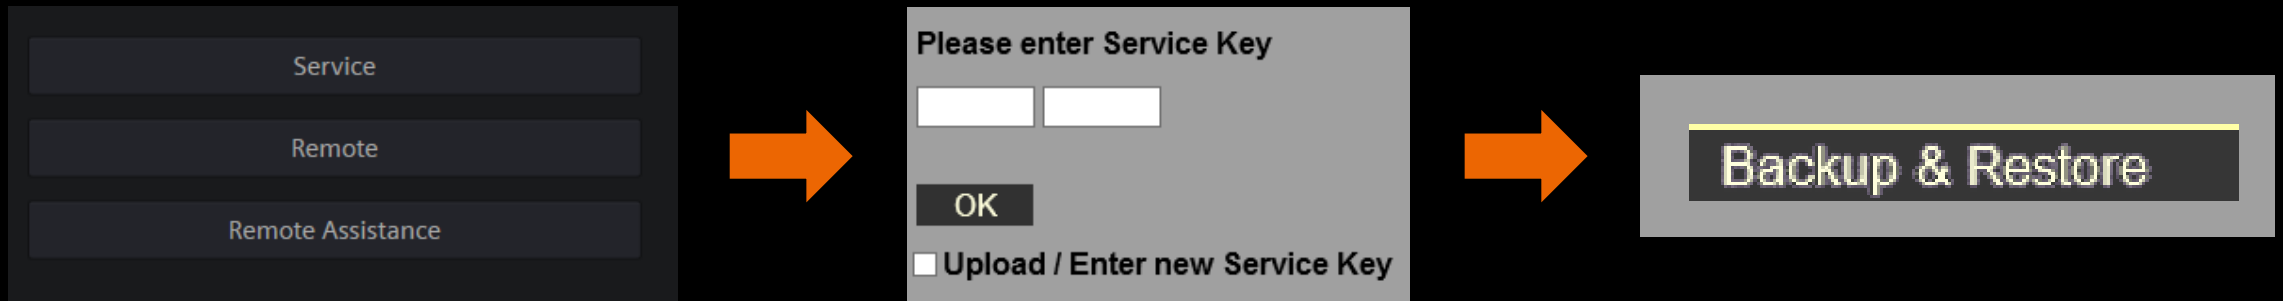 Service
Remote
Remote Assistance
Please enter Service Key
OK
Upload / Enter new Service Key
Backup & Restore